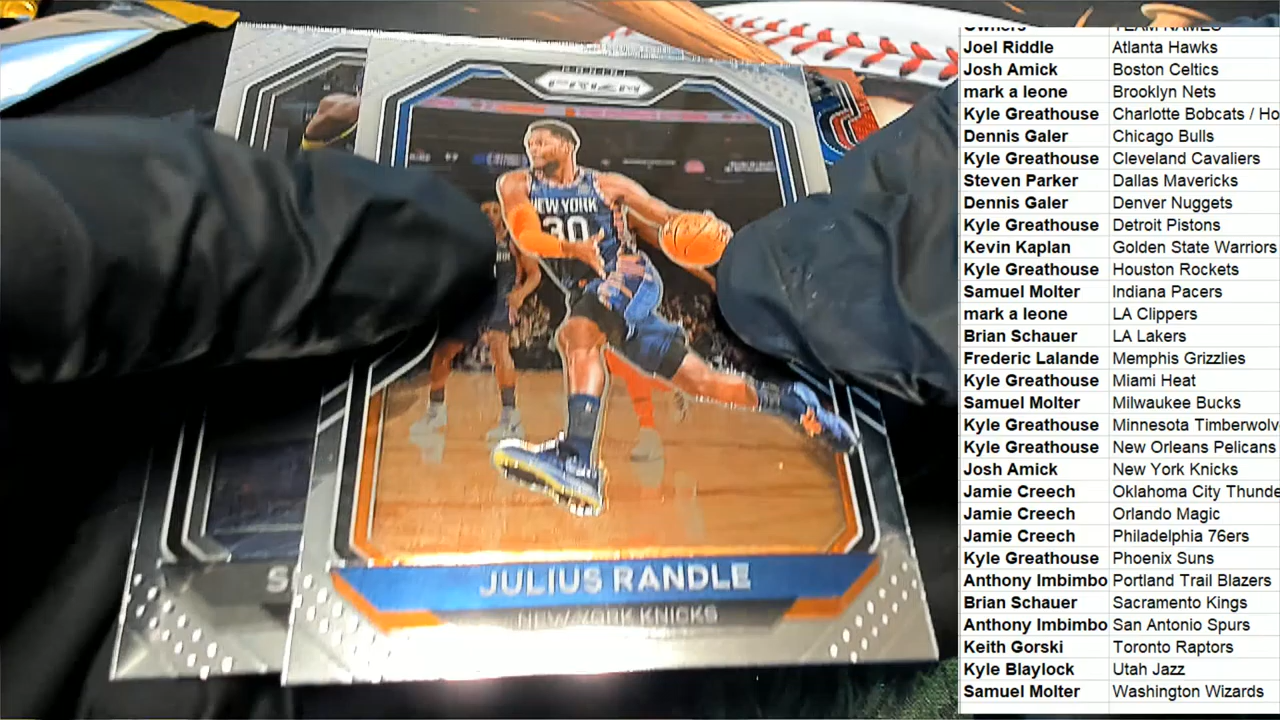 Owners TEAM NAMES
Joel Riddle Atlanta Hawks
Josh Amick Boston Celtics
mark a leone Brooklyn Nets
Kyle Greathouse Charlotte Bobcats / Ho
Dennis Galer Chicago Bulls
Kyle Greathouse Cleveland Cavaliers
Steven Parker Dallas Mavericks
Dennis Galer Denver Nuggets
Kyle Greathouse Detroit Pistons
Kevin Kaplan Golden State Warriors
Kyle Greathouse Houston Rockets
Samuel Molter Indiana Pacers
mark a leone LA Clippers
Brian Schauer LA Lakers
Frederic Lalande Memphis Grizzlies
Kyle Greathouse Miami Heat
Samuel Molter Milwaukee Bucks
Kyle Greathouse Minnesota Timberwolv
Kyle Greathouse New Orleans Pelicans
Josh Amick New York Knicks
Jamie Creech Oklahoma City Thunde
Jamie Creech Orlando Magic
Jamie Creech Philadelphia 76ers
Kyle Greathouse Phoenix Suns
Anthony Imbimbo Portland Trail Blazers
Brian Schauer Sacramento Kings
Anthony Imbimbo San Antonio Spurs
Keith Gorski Toronto Raptors
Kyle Blaylock Utah Jazz
Samuel Molter Washington Wizards
PRIZM
NEW YORK
30
JULIUS RANDLE
NEW YORK KNICKS